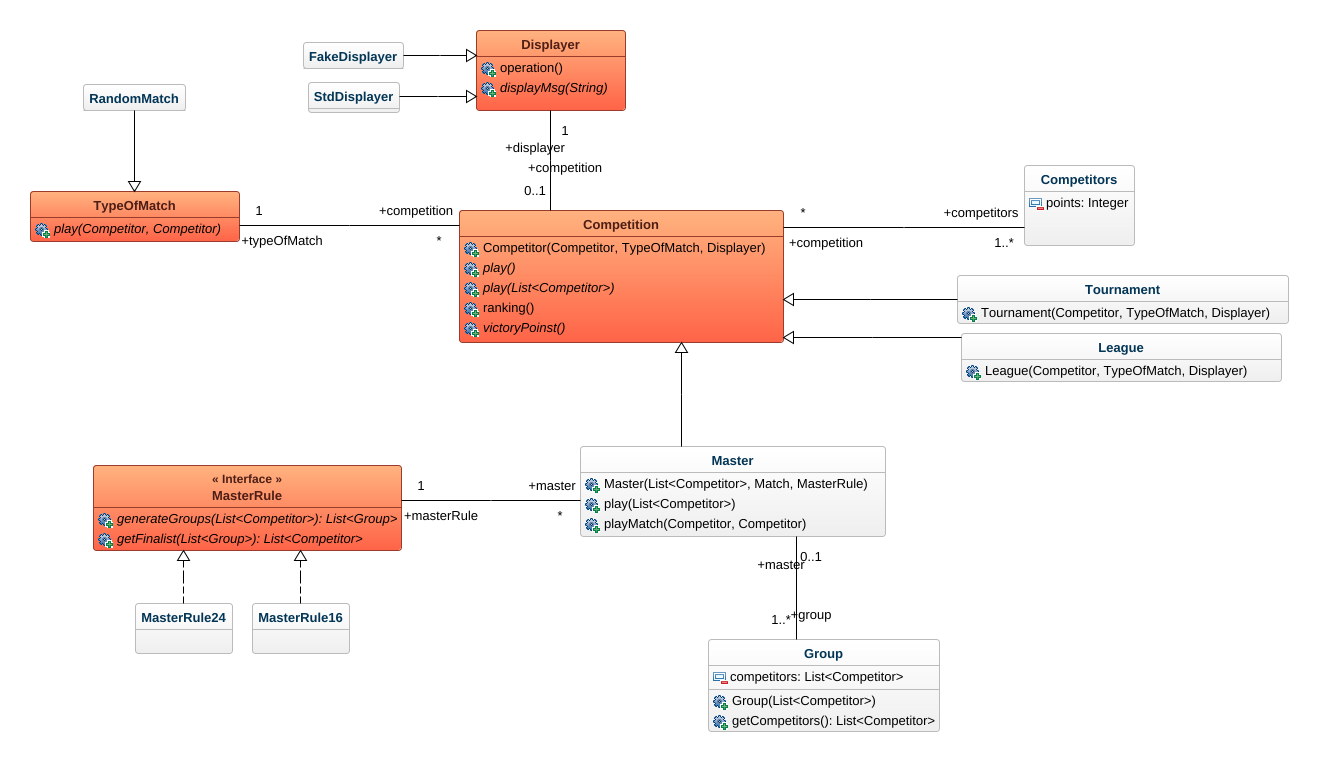 Displayer
operation()
displayMsg(String)
FakeDisplayer
StdDisplayer
RandomMatch
1
+displayer
+competition
0..1
TypeOfMatch
play(Competitor, Competitor)
1
+competition
+typeOfMatch
*
Competition
Competitor(Competitor, TypeOfMatch, Displayer)
play()
play(List<Competitor>)
ranking()
victoryPoinst()
*
+competitors
+competition
1..*
Competitors
points: Integer
Tournament
Tournament(Competitor, TypeOfMatch, Displayer)
League
League(Competitor, TypeOfMatch, Displayer)
Master
Master(List<Competitor>, Match, MasterRule)
play(List<Competitor>)
playMatch(Competitor, Competitor)
« Interface »
MasterRule
generateGroups(List<Competitor>): List<Group>
getFinalist(List<Group>): List<Competitor>
1
+master
+masterRule
*
MasterRule24
MasterRule16
0..1
+master
+group
1..*
Group
competitors: List<Competitor>
Group(List<Competitor>)
getCompetitors(): List<Competitor>